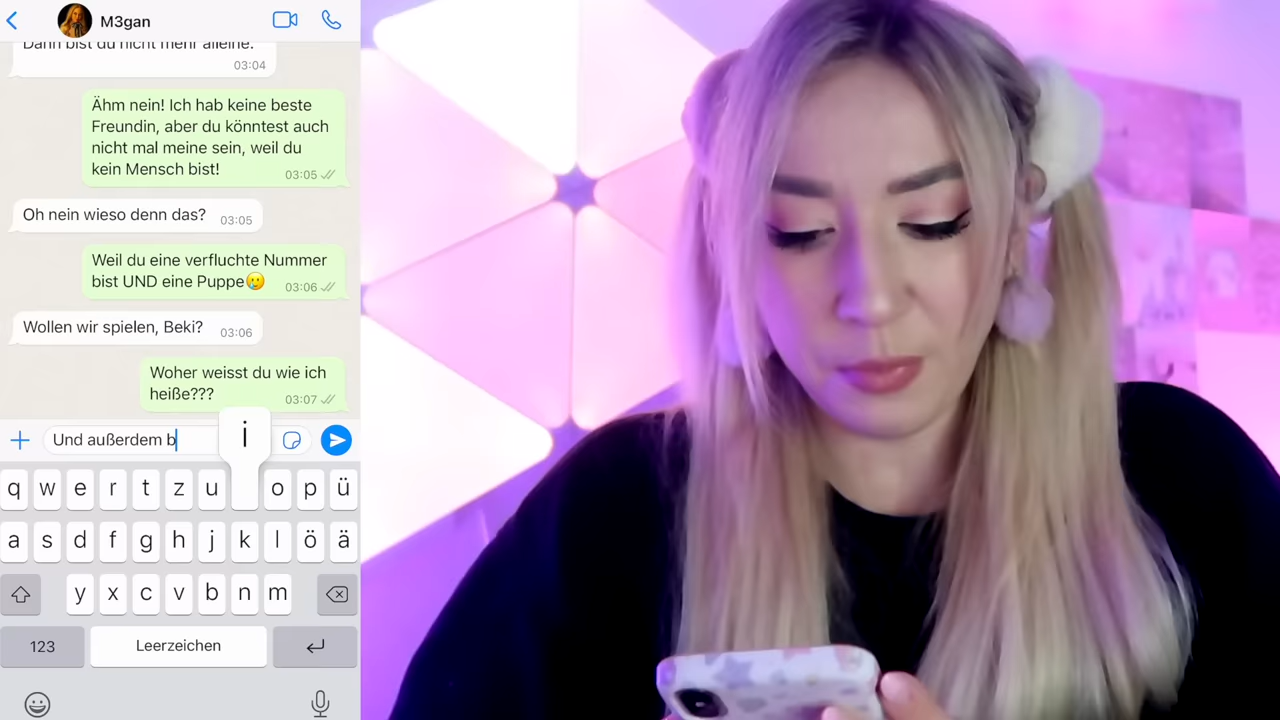 M3gan
Dann bist du nicht mehr alleine.
03:04
Ähm nein! Ich hab keine beste
Freundin, aber du könntest auch
nicht mal meine sein, weil du
kein Mensch bist!
03:05
Oh nein wieso denn das?
03:05
Weil du eine verfluchte Nummer
bist UND eine Puppe🥲
03:06
Wollen wir spielen, Beki?
03:06
Woher weisst du wie ich
heiße???
03:07
Und außerdem b
i
q w e r t z u o p ü
a s d f g h j k l ö ä
y x c v b n m
123 Leerzeichen